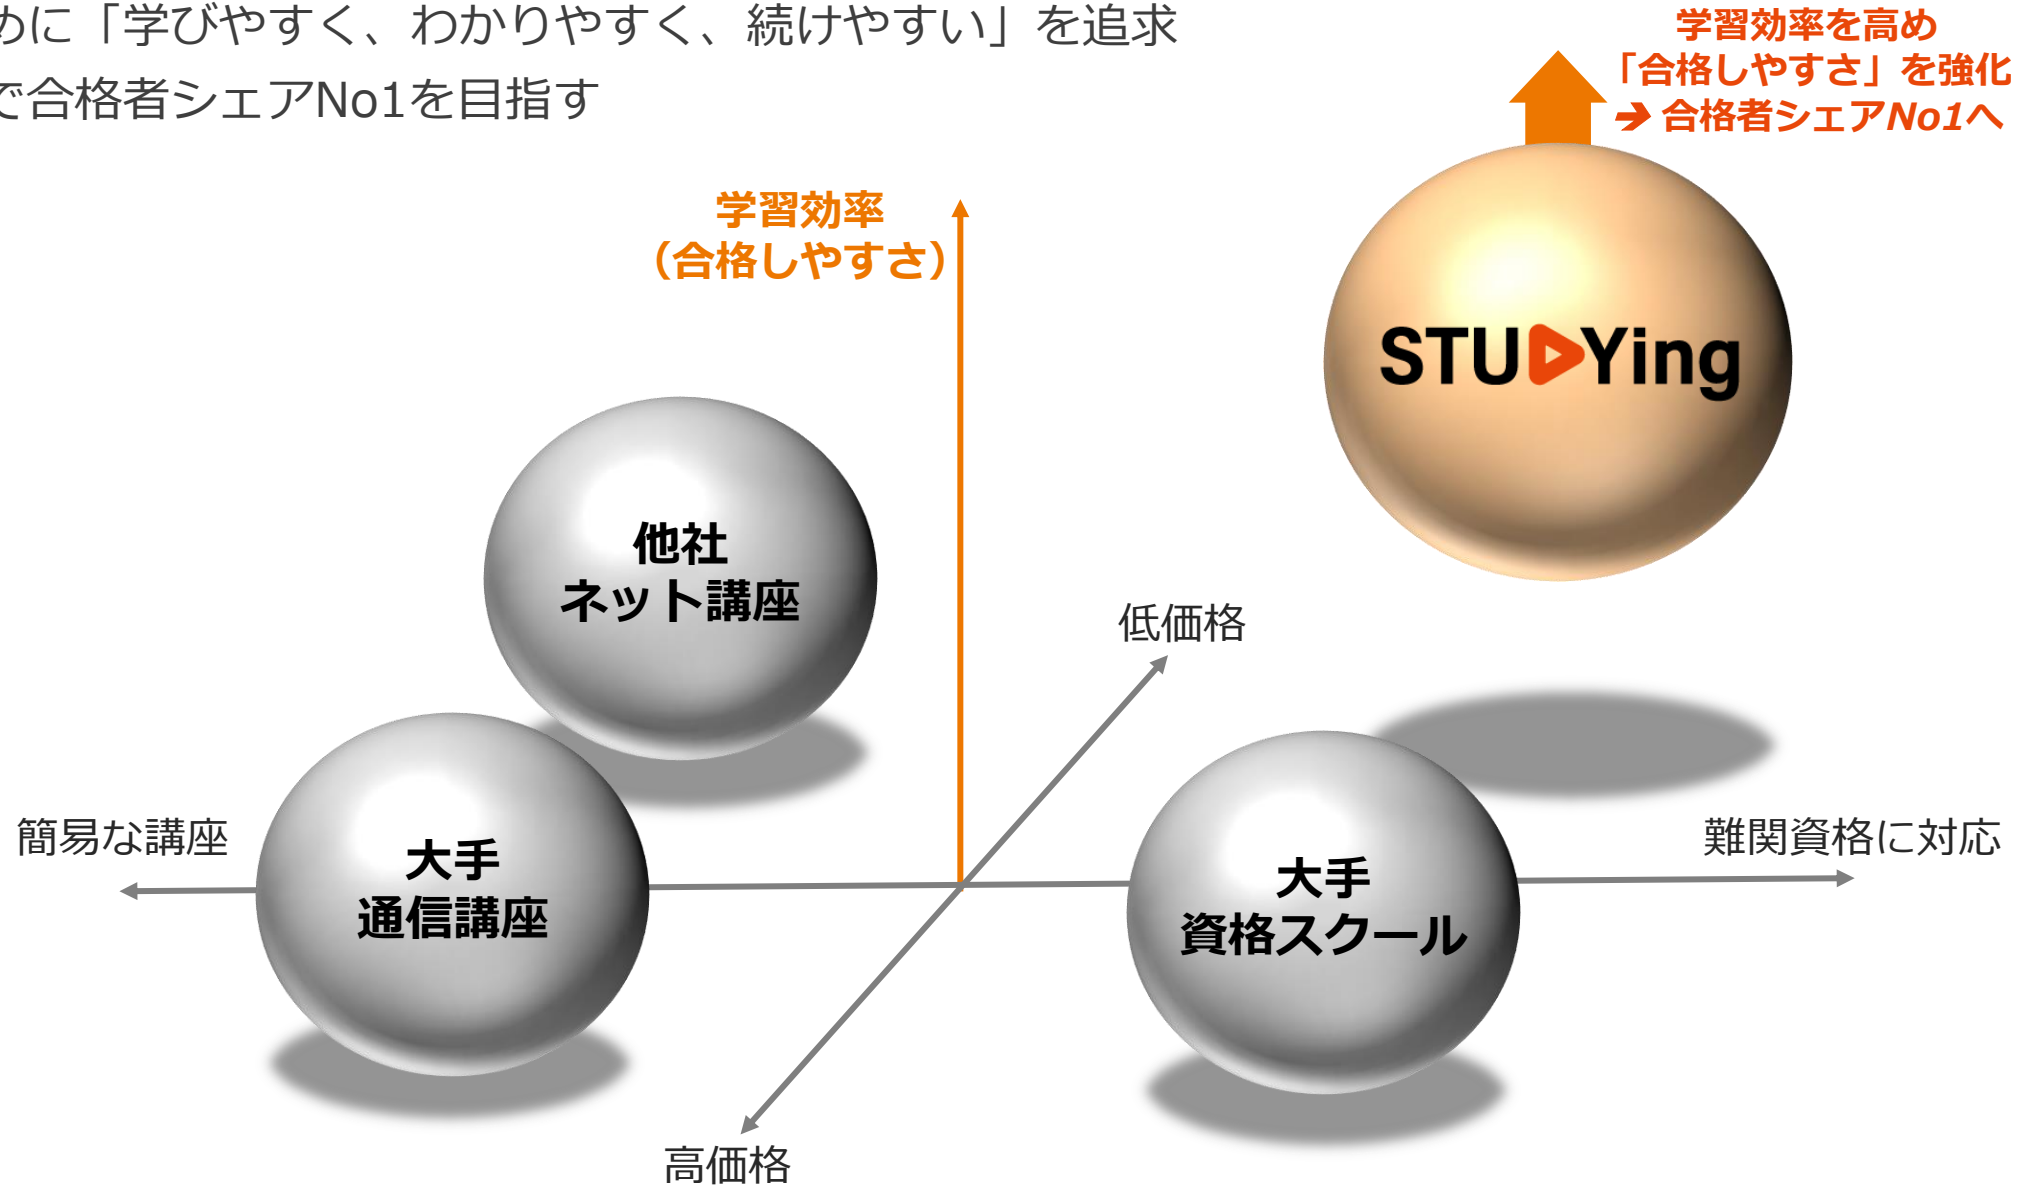 めに「学びやすく、わかりやすく、続けやすい」を追求
で合格者シェアNo1を目指す
学習効率を高め
「合格しやすさ」を強化
➔ 合格者シェアNo1へ
学習効率
（合格しやすさ）
STUDYing
他社
ネット講座
低価格
簡易な講座
難関資格に対応
大手
通信講座
大手
資格スクール
高価格